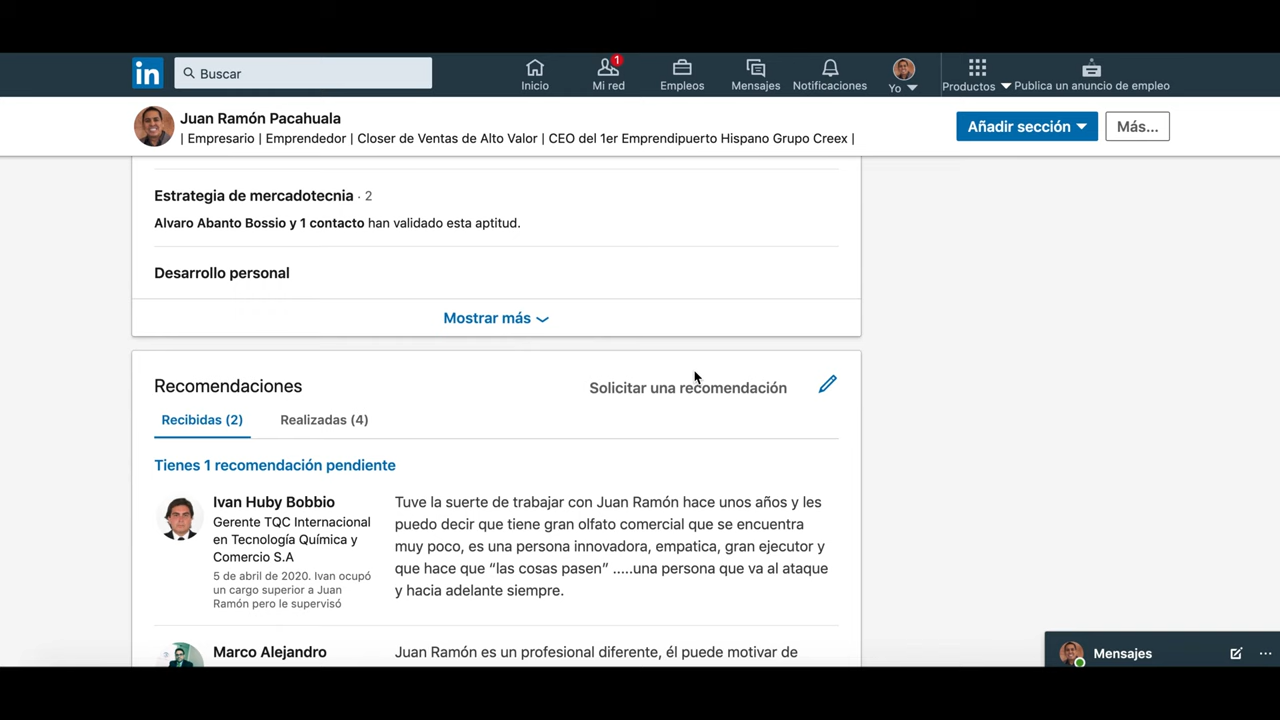 in
Buscar
Inicio
1
Mi red
Empleos
Mensajes
Notificaciones
Yo
Productos
Publica un anuncio de empleo
Juan Ramón Pacahuala
| Empresario | Emprendedor | Closer de Ventas de Alto Valor | CEO del 1er Emprendipuerto Hispano Grupo Creex |
Añadir sección
Más...
Estrategia de mercadotecnia · 2
Alvaro Abanto Bossio y 1 contacto han validado esta aptitud.
Desarrollo personal
Mostrar más
Recomendaciones
Solicitar una recomendación
Recibidas (2)
Realizadas (4)
Tienes 1 recomendación pendiente
Ivan Huby Bobbio
Gerente TQC Internacional
en Tecnología Química y
Comercio S.A
5 de abril de 2020. Ivan ocupó
un cargo superior a Juan
Ramón pero le supervisó
Tuve la suerte de trabajar con Juan Ramón hace unos años y les
puedo decir que tiene gran olfato comercial que se encuentra
muy poco, es una persona innovadora, empatica, gran ejecutor y
que hace que “las cosas pasen” .....una persona que va al ataque
y hacia adelante siempre.
Marco Alejandro
Juan Ramón es un profesional diferente, él puede motivar de
Mensajes